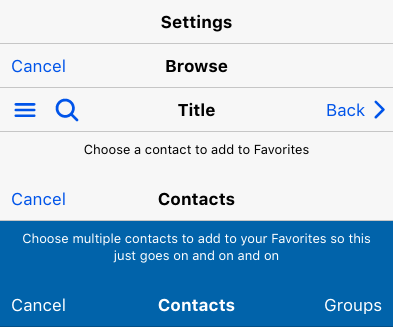 Settings
Cancel Browse
Title Back
Choose a contact to add to Favorites
Cancel Contacts
Choose multiple contacts to add to your Favorites so this
just goes on and on and on
Cancel Contacts Groups